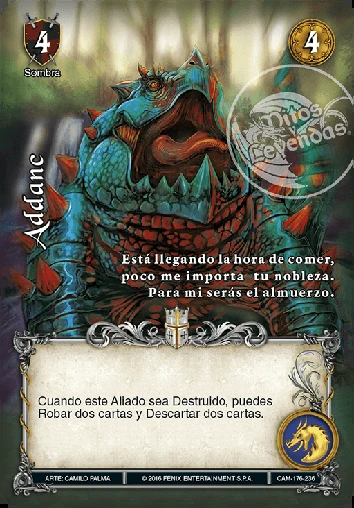 4
4
Sombra
Mitos
y
Leyendas
Addanc
Está llegando la hora de comer,
poco me importa tu nobleza.
Para mi serás el almuerzo.
Cuando este Aliado sea Destruido, puedes
Robar dos cartas y Descartar dos cartas.
ARTE: CAMILO PALMA
© 2016 FENIX ENTERTAINMENT S.P.A.
CAM-176-236